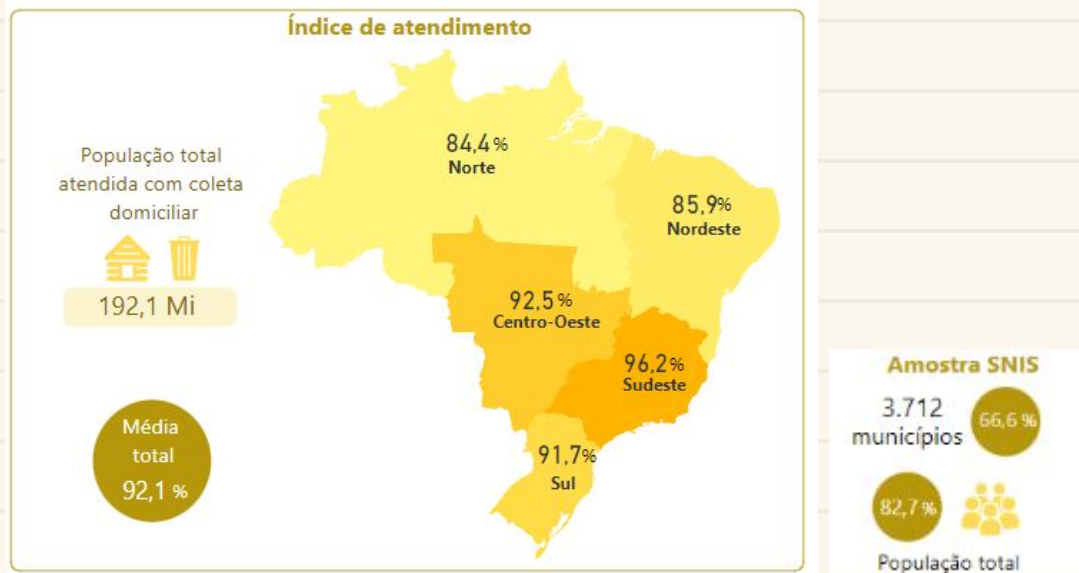 Índice de atendimento
População total
atendida com coleta
domiciliar
192,1 Mi
Média
total
92,1 %
84,4 %
Norte
85,9%
Nordeste
92,5 %
Centro-Oeste
96,2 %
Sudeste
91,7%
Sul
Amostra SNIS
3.712
municípios
66,6 %
82,7 %
População total